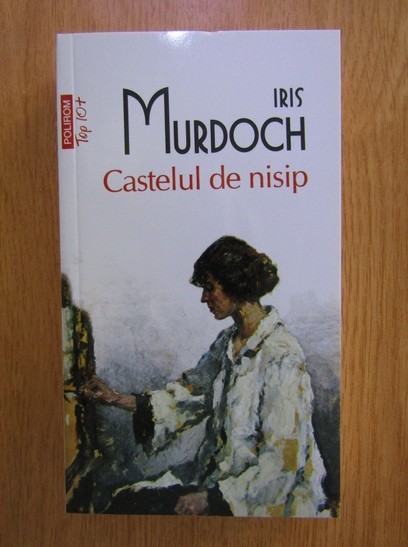 POLIROM
Top 10+
IRIS
MURDOCH
Castelul de nisip